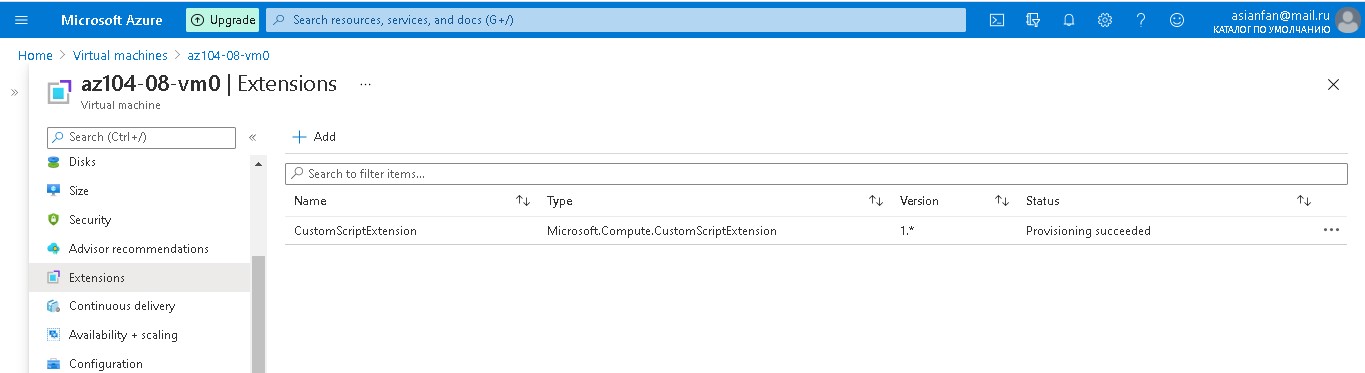 Microsoft Azure Upgrade Search resources, services, and docs (G+/) asianfan@mail.ru
КАТАЛОГ ПО УМОЛЧАНИЮ
Home > Virtual machines > az104-08-vm0
» az104-08-vm0 | Extensions ...
Virtual machine
Search (Ctrl+/) «
Disks
Size
Security
Advisor recommendations
Extensions
Continuous delivery
Availability + scaling
Configuration
+ Add
Search to filter items...
Name Type Version Status
CustomScriptExtension Microsoft.Compute.CustomScriptExtension 1.* Provisioning succeeded ...